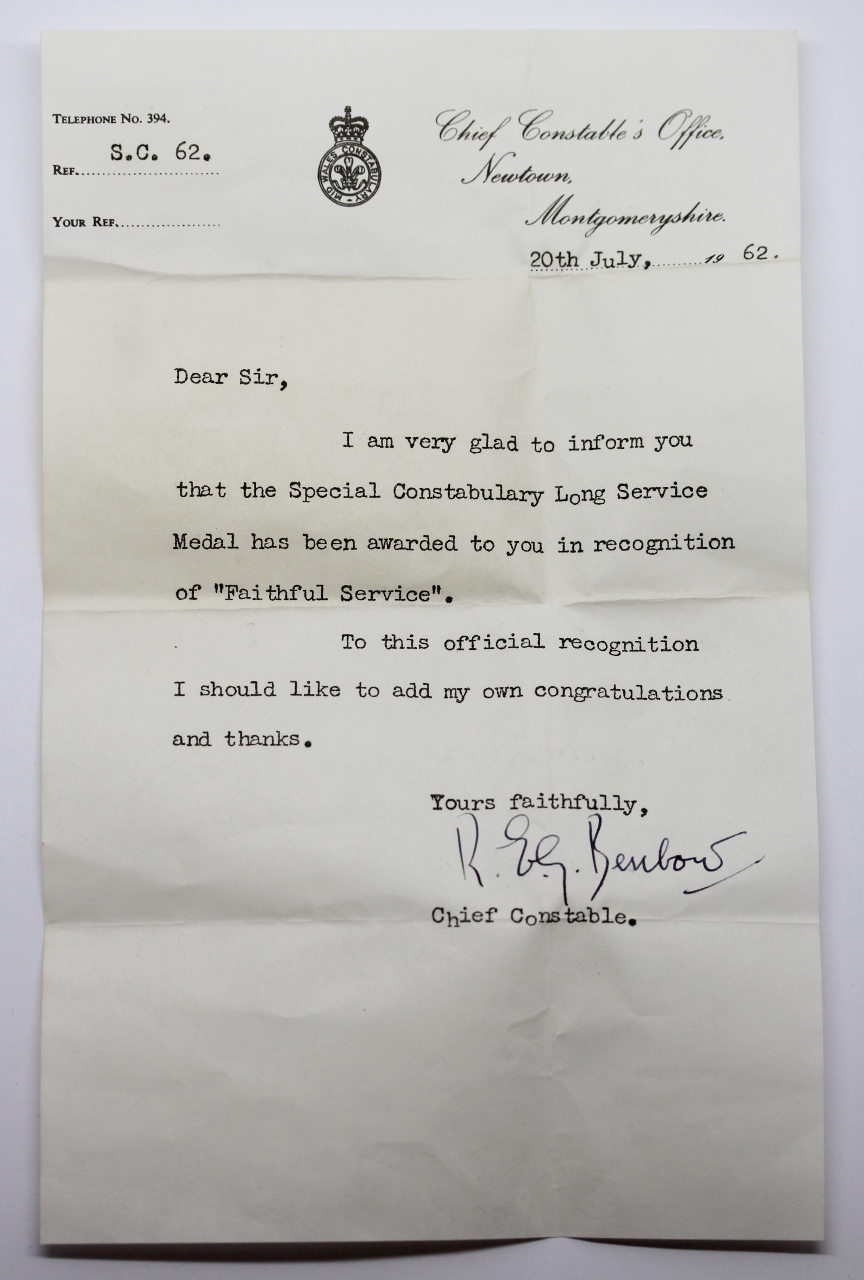 TELEPHONE No. 394.
REF. S.C. 62.
YOUR REF.
MID WALES CONSTABULARY
Chief Constable's Office,
Newtown,
Montgomeryshire.
20th July, 19 62.
Dear Sir,
I am very glad to inform you
that the Special Constabulary Long Service
Medal has been awarded to you in recognition
of "Faithful Service".
To this official recognition
I should like to add my own congratulations
and thanks.
Yours faithfully,
R. E. G. Benbow
Chief Constable.